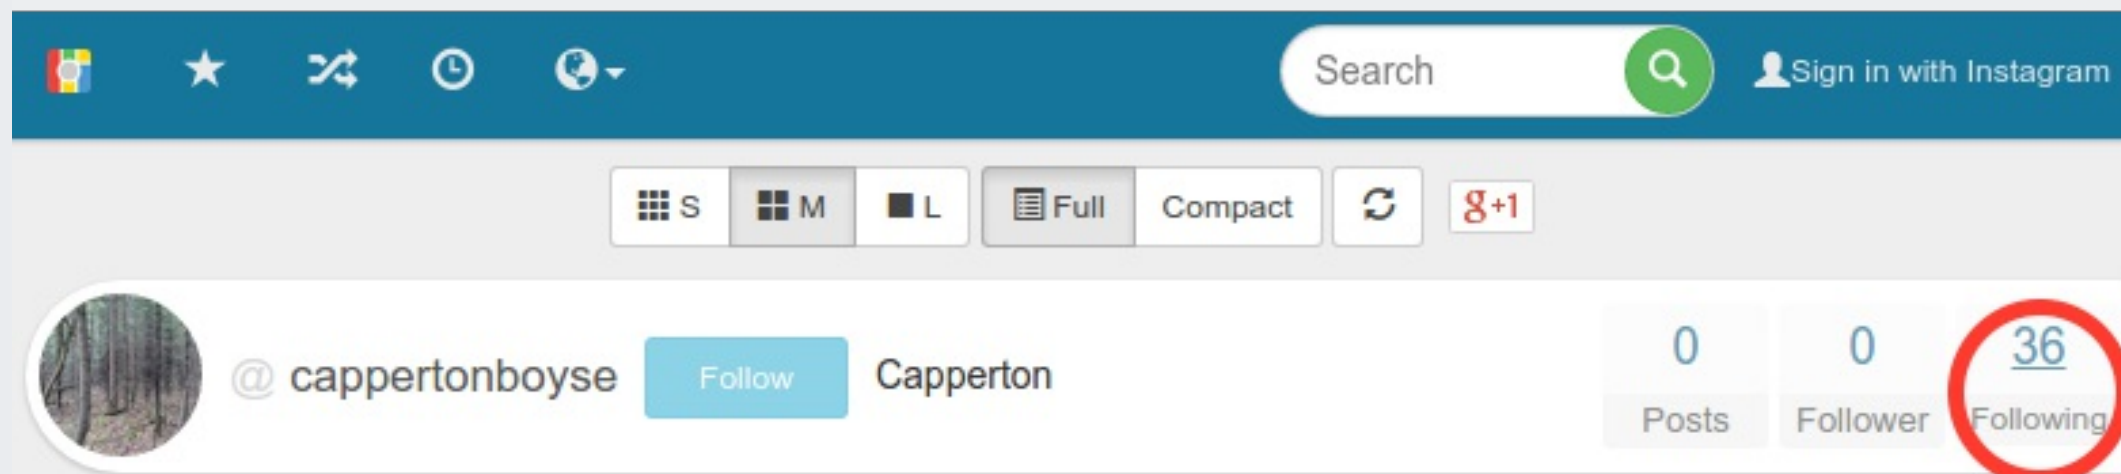 Search Sign in with Instagram
S M L Full Compact g+1
@ cappertonboyse Follow Capperton
0 0 36
Posts Follower Following